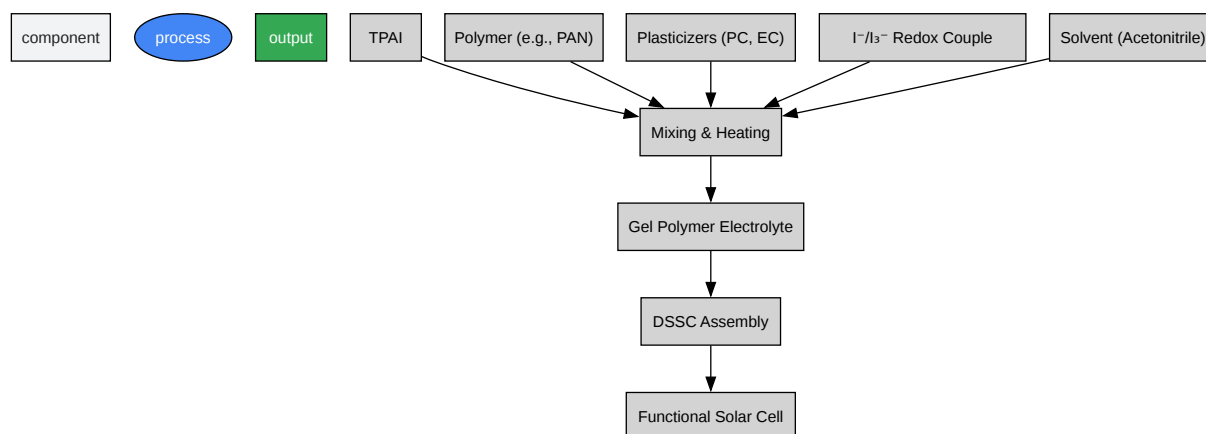 component
process
output
TPAI
Polymer (e.g., PAN)
Plasticizers (PC, EC)
I⁻/I₃⁻ Redox Couple
Solvent (Acetonitrile)
Mixing & Heating
Gel Polymer Electrolyte
DSSC Assembly
Functional Solar Cell